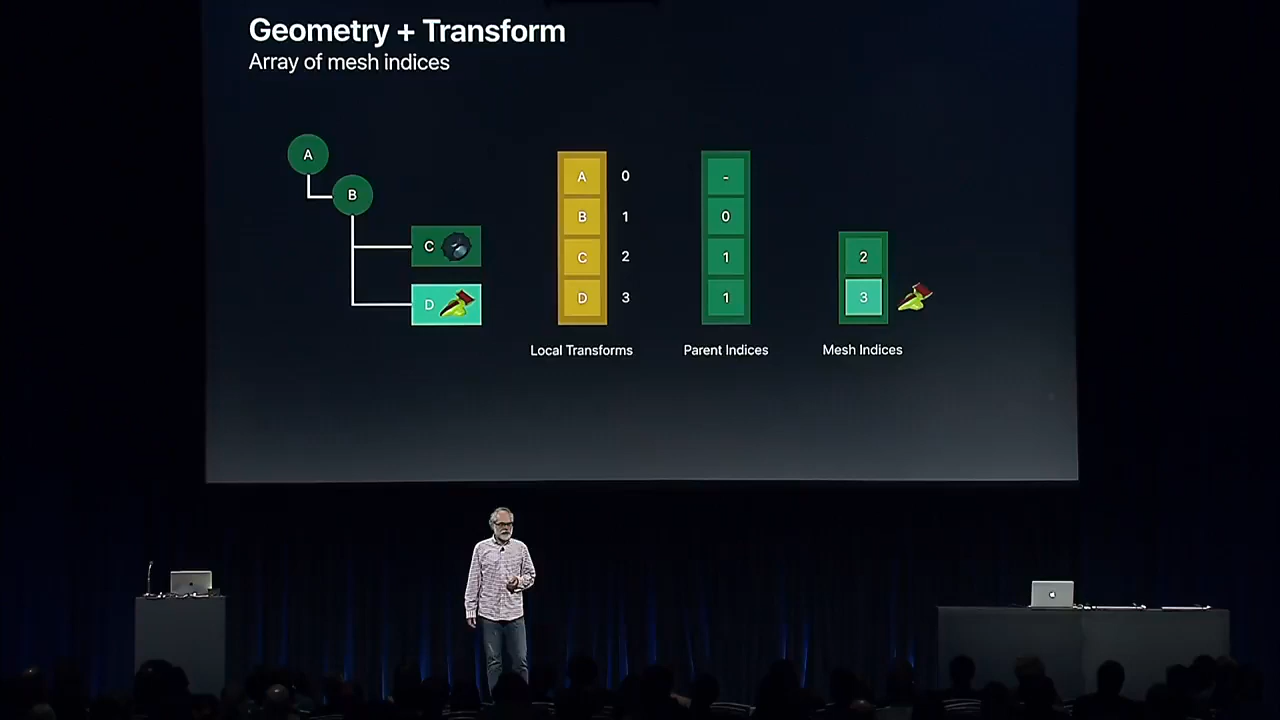 Geometry + Transform
Array of mesh indices
A
B
C
D
A 0
B 1
C 2
D 3
Local Transforms
-
0
1
1
Parent Indices
2
3
Mesh Indices